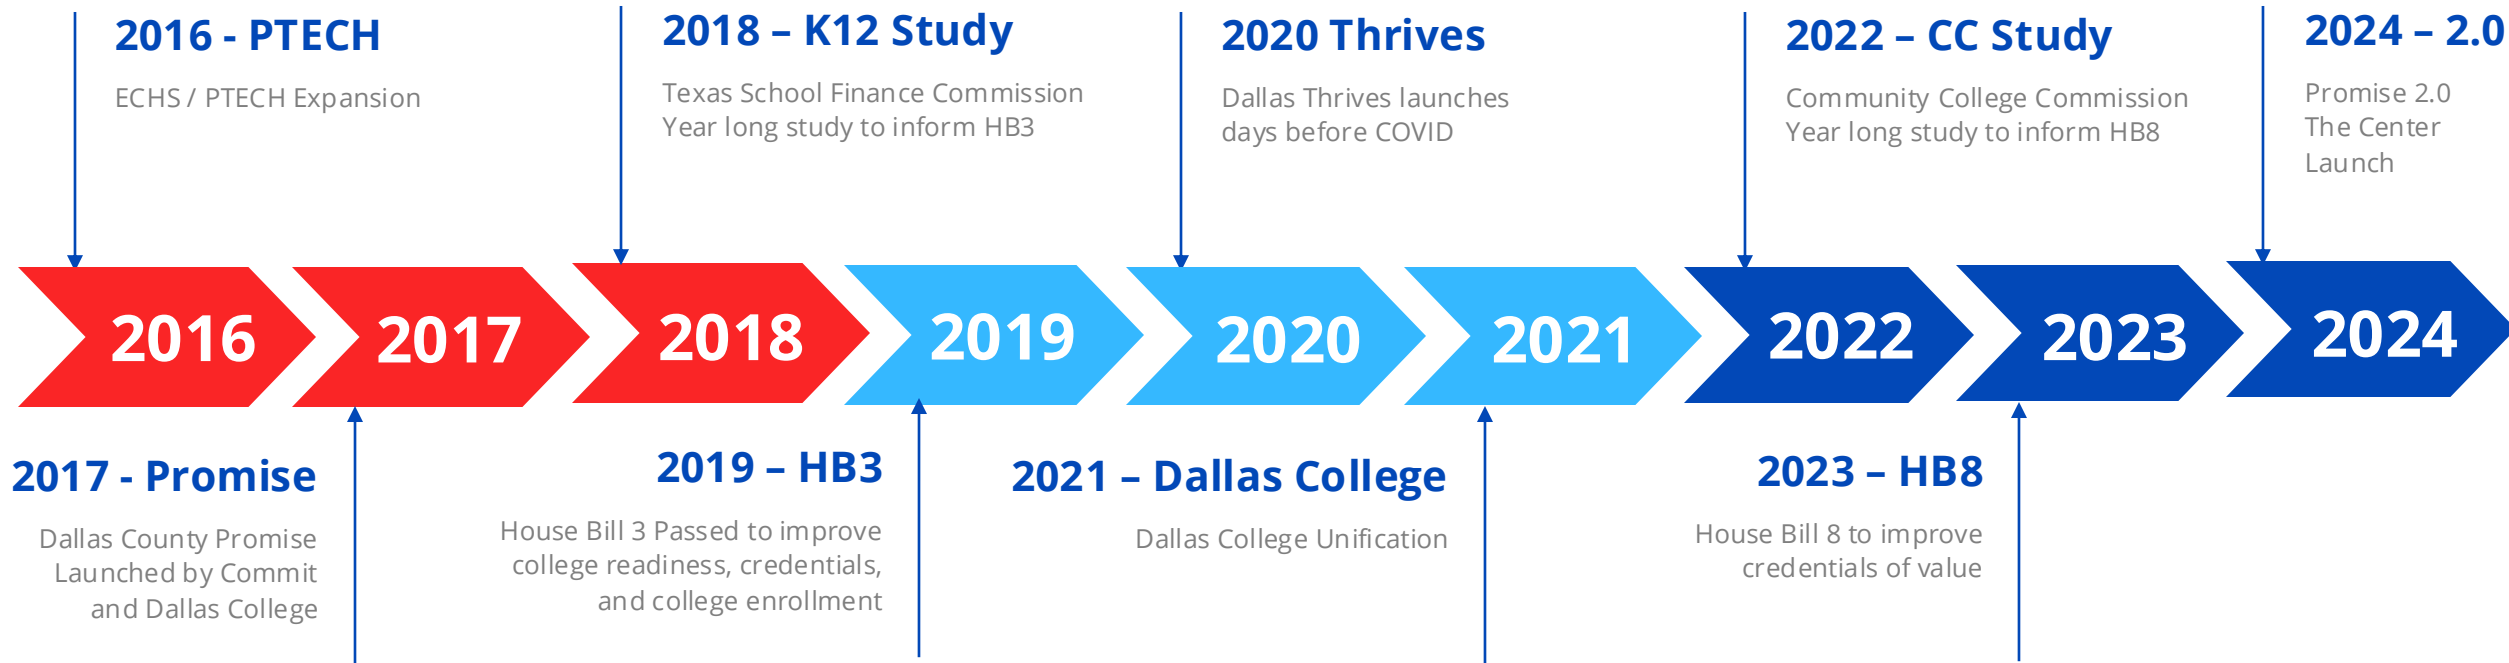 2016 - PTECH
ECHS / PTECH Expansion
2018 – K12 Study
Texas School Finance Commission
Year long study to inform HB3
2020 Thrives
Dallas Thrives launches
days before COVID
2022 – CC Study
Community College Commission
Year long study to inform HB8
2024 – 2.0
Promise 2.0
The Center
Launch
2016
2017
2018
2019
2020
2021
2022
2023
2024
2017 - Promise
Dallas County Promise
Launched by Commit
and Dallas College
2019 – HB3
House Bill 3 Passed to improve
college readiness, credentials,
and college enrollment
2021 – Dallas College
Dallas College Unification
2023 – HB8
House Bill 8 to improve
credentials of value